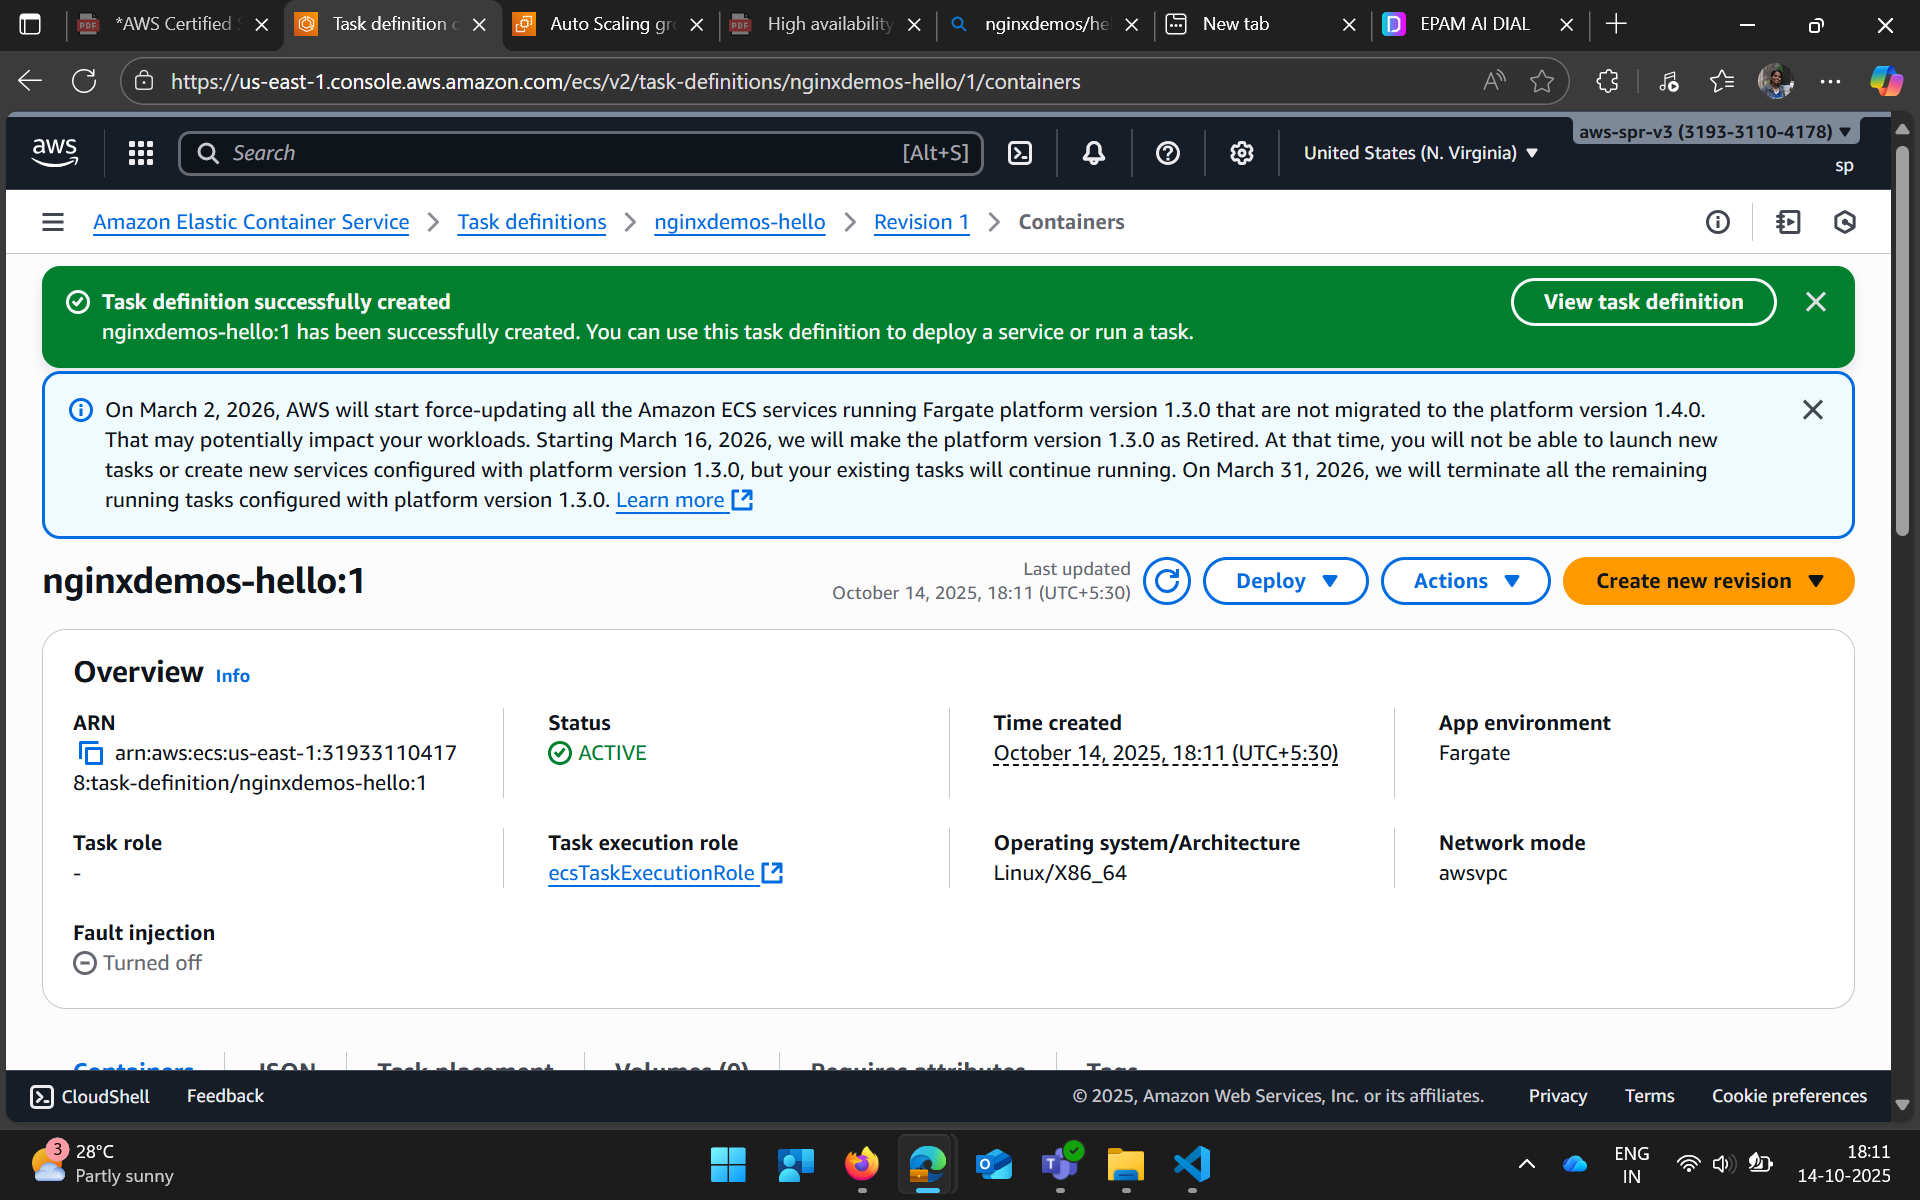 *AWS Certified S
Task definition c
Auto Scaling gro
High availability
nginxdemos/hel
New tab
EPAM AI DIAL
https://us-east-1.console.aws.amazon.com/ecs/v2/task-definitions/nginxdemos-hello/1/containers
aws
Search
[Alt+S]
United States (N. Virginia)
aws-spr-v3 (3193-3110-4178)
sp
Amazon Elastic Container Service
Task definitions
nginxdemos-hello
Revision 1
Containers
Task definition successfully created
nginxdemos-hello:1 has been successfully created. You can use this task definition to deploy a service or run a task.
View task definition
On March 2, 2026, AWS will start force-updating all the Amazon ECS services running Fargate platform version 1.3.0 that are not migrated to the platform version 1.4.0.
That may potentially impact your workloads. Starting March 16, 2026, we will make the platform version 1.3.0 as Retired. At that time, you will not be able to launch new
tasks or create new services configured with platform version 1.3.0, but your existing tasks will continue running. On March 31, 2026, we will terminate all the remaining
running tasks configured with platform version 1.3.0. Learn more
nginxdemos-hello:1
Last updated
October 14, 2025, 18:11 (UTC+5:30)
Deploy
Actions
Create new revision
Overview Info
ARN
arn:aws:ecs:us-east-1:31933110417
8:task-definition/nginxdemos-hello:1
Status
ACTIVE
Time created
October 14, 2025, 18:11 (UTC+5:30)
App environment
Fargate
Task role
-
Task execution role
ecsTaskExecutionRole
Operating system/Architecture
Linux/X86_64
Network mode
awsvpc
Fault injection
Turned off
Containers
JSON
Task placement
Volumes (0)
Requires attributes
Tags
CloudShell
Feedback
© 2025, Amazon Web Services, Inc. or its affiliates.
Privacy
Terms
Cookie preferences
3
28°C
Partly sunny
ENG
IN
18:11
14-10-2025